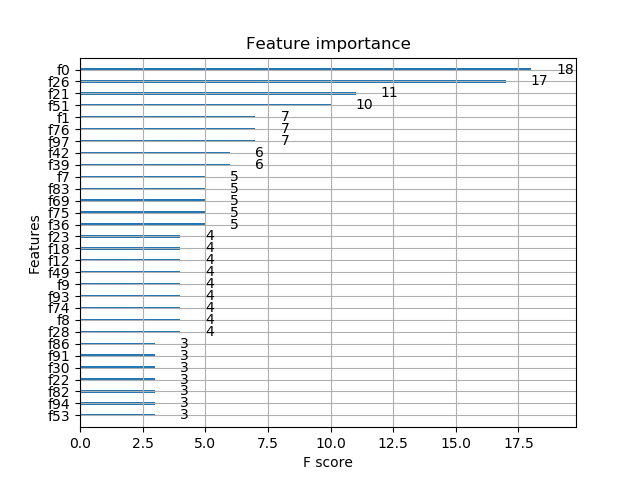 Feature importance
f0 18
f26 17
f21 11
f51 10
f1 7
f76 7
f97 7
f42 6
f39 6
f7 5
f83 5
f69 5
f75 5
f36 5
f23 4
f18 4
f12 4
f49 4
f9 4
f93 4
f74 4
f8 4
f28 4
f86 3
f91 3
f30 3
f22 3
f82 3
f94 3
f53 3
Features
0.0 2.5 5.0 7.5 10.0 12.5 15.0 17.5
F score